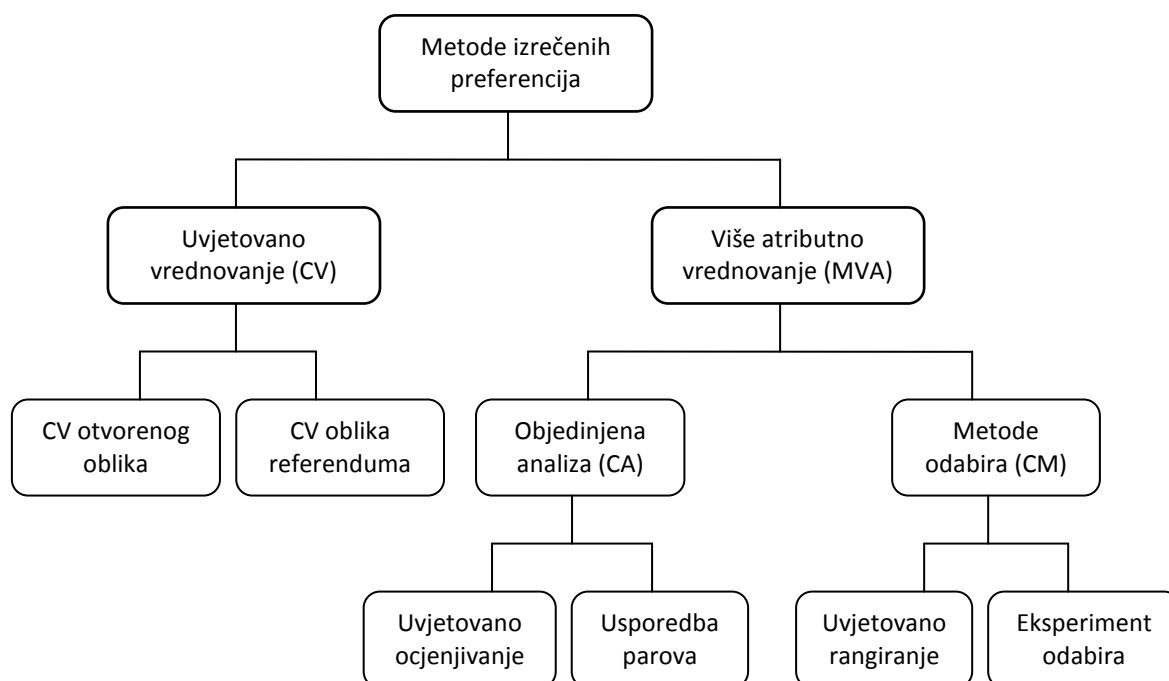 Metode izrečenih
preferencija
Uvjetovano
vrednovanje (CV)
Više atributno
vrednovanje (MVA)
CV otvorenog
oblika
CV oblika
referenduma
Objedinjena
analiza (CA)
Metode
odabira (CM)
Uvjetovano
ocjenjivanje
Usporedba
parova
Uvjetovano
rangiranje
Eksperiment
odabira